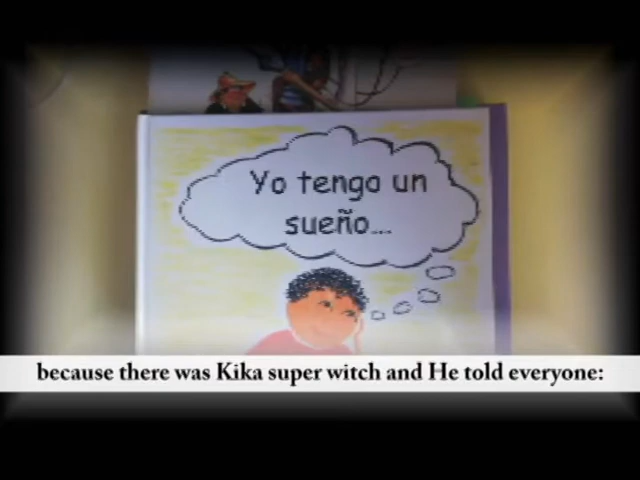 Yo tengo un
sueño...
because there was Kika super witch and He told everyone: